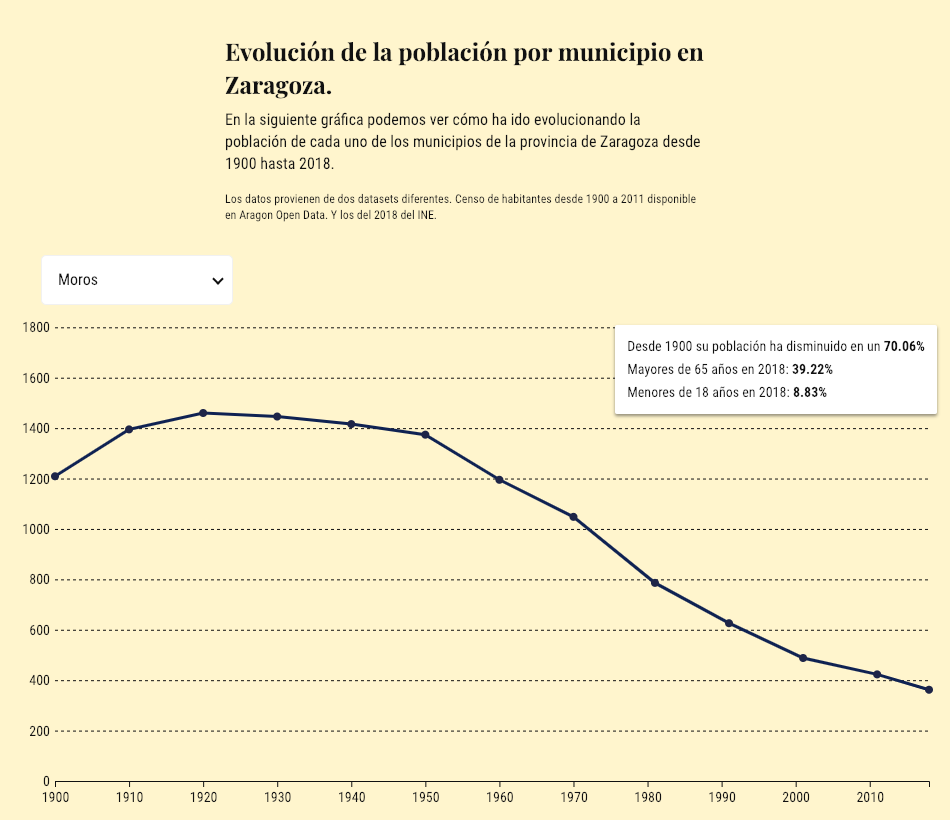 Evolución de la población por municipio en
Zaragoza.
En la siguiente gráfica podemos ver cómo ha ido evolucionando la
población de cada uno de los municipios de la provincia de Zaragoza desde
1900 hasta 2018.
Los datos provienen de dos datasets diferentes. Censo de habitantes desde 1900 a 2011 disponible
en Aragon Open Data. Y los del 2018 del INE.
Moros
Desde 1900 su población ha disminuido en un 70.06%
Mayores de 65 años en 2018: 39.22%
Menores de 18 años en 2018: 8.83%
1800
1600
1400
1200
1000
800
600
400
200
0
1900 1910 1920 1930 1940 1950 1960 1970 1980 1990 2000 2010